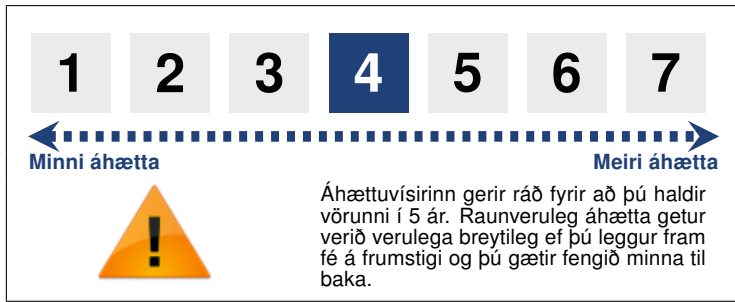 1 2 3 4 5 6 7
Minni áhætta Meiri áhætta
Áhættuvísirinn gerir ráð fyrir að þú haldir
vörunni í 5 ár. Raunveruleg áhætta getur
verið verulega breytileg ef þú leggur fram
fé á frumstigi og þú gætir fengið minna til
baka.